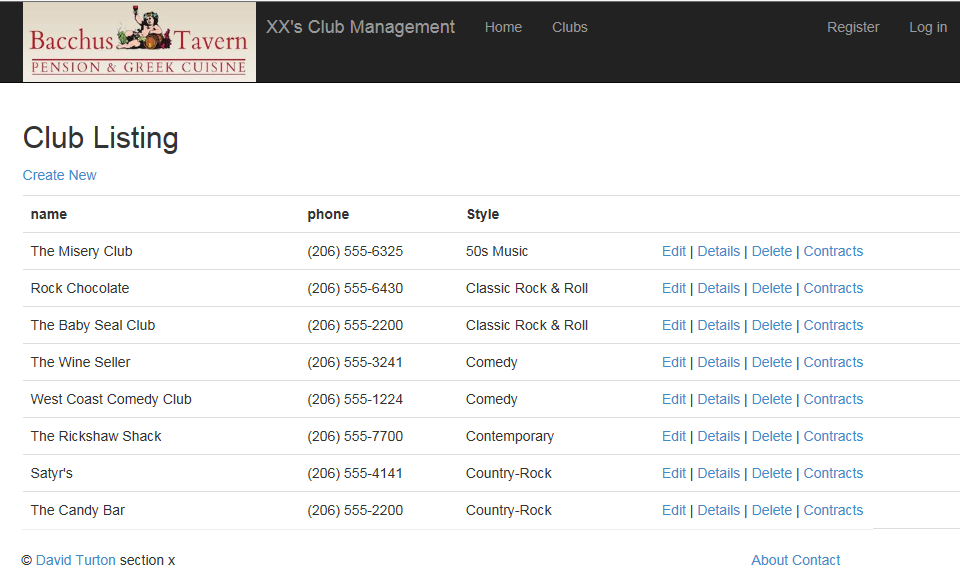 Bacchus Tavern
PENSION & GREEK CUISINE
XX's Club Management Home Clubs Register Log in
Club Listing
Create New
name phone Style
The Misery Club (206) 555-6325 50s Music Edit | Details | Delete | Contracts
Rock Chocolate (206) 555-6430 Classic Rock & Roll Edit | Details | Delete | Contracts
The Baby Seal Club (206) 555-2200 Classic Rock & Roll Edit | Details | Delete | Contracts
The Wine Seller (206) 555-3241 Comedy Edit | Details | Delete | Contracts
West Coast Comedy Club (206) 555-1224 Comedy Edit | Details | Delete | Contracts
The Rickshaw Shack (206) 555-7700 Contemporary Edit | Details | Delete | Contracts
Satyr's (206) 555-4141 Country-Rock Edit | Details | Delete | Contracts
The Candy Bar (206) 555-2200 Country-Rock Edit | Details | Delete | Contracts
© David Turton section x About Contact